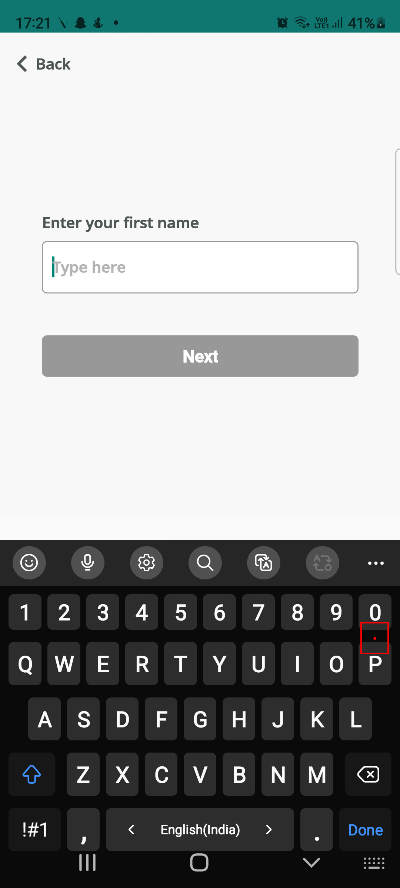 17:21 41%
Back
Enter your first name
Type here
Next
1 2 3 4 5 6 7 8 9 0
Q W E R T Y U I O P
A S D F G H J K L
Z X C V B N M
!#1 , < English(India) > . Done